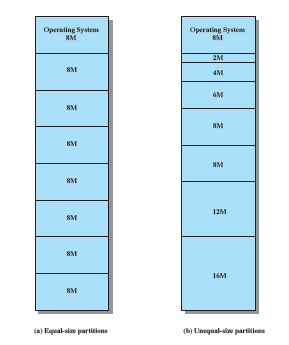 Operating System
8M
8M
8M
8M
8M
8M
8M
8M
(a) Equal-size partitions
Operating System
8M
2M
4M
6M
8M
8M
12M
16M
(b) Unequal-size partitions